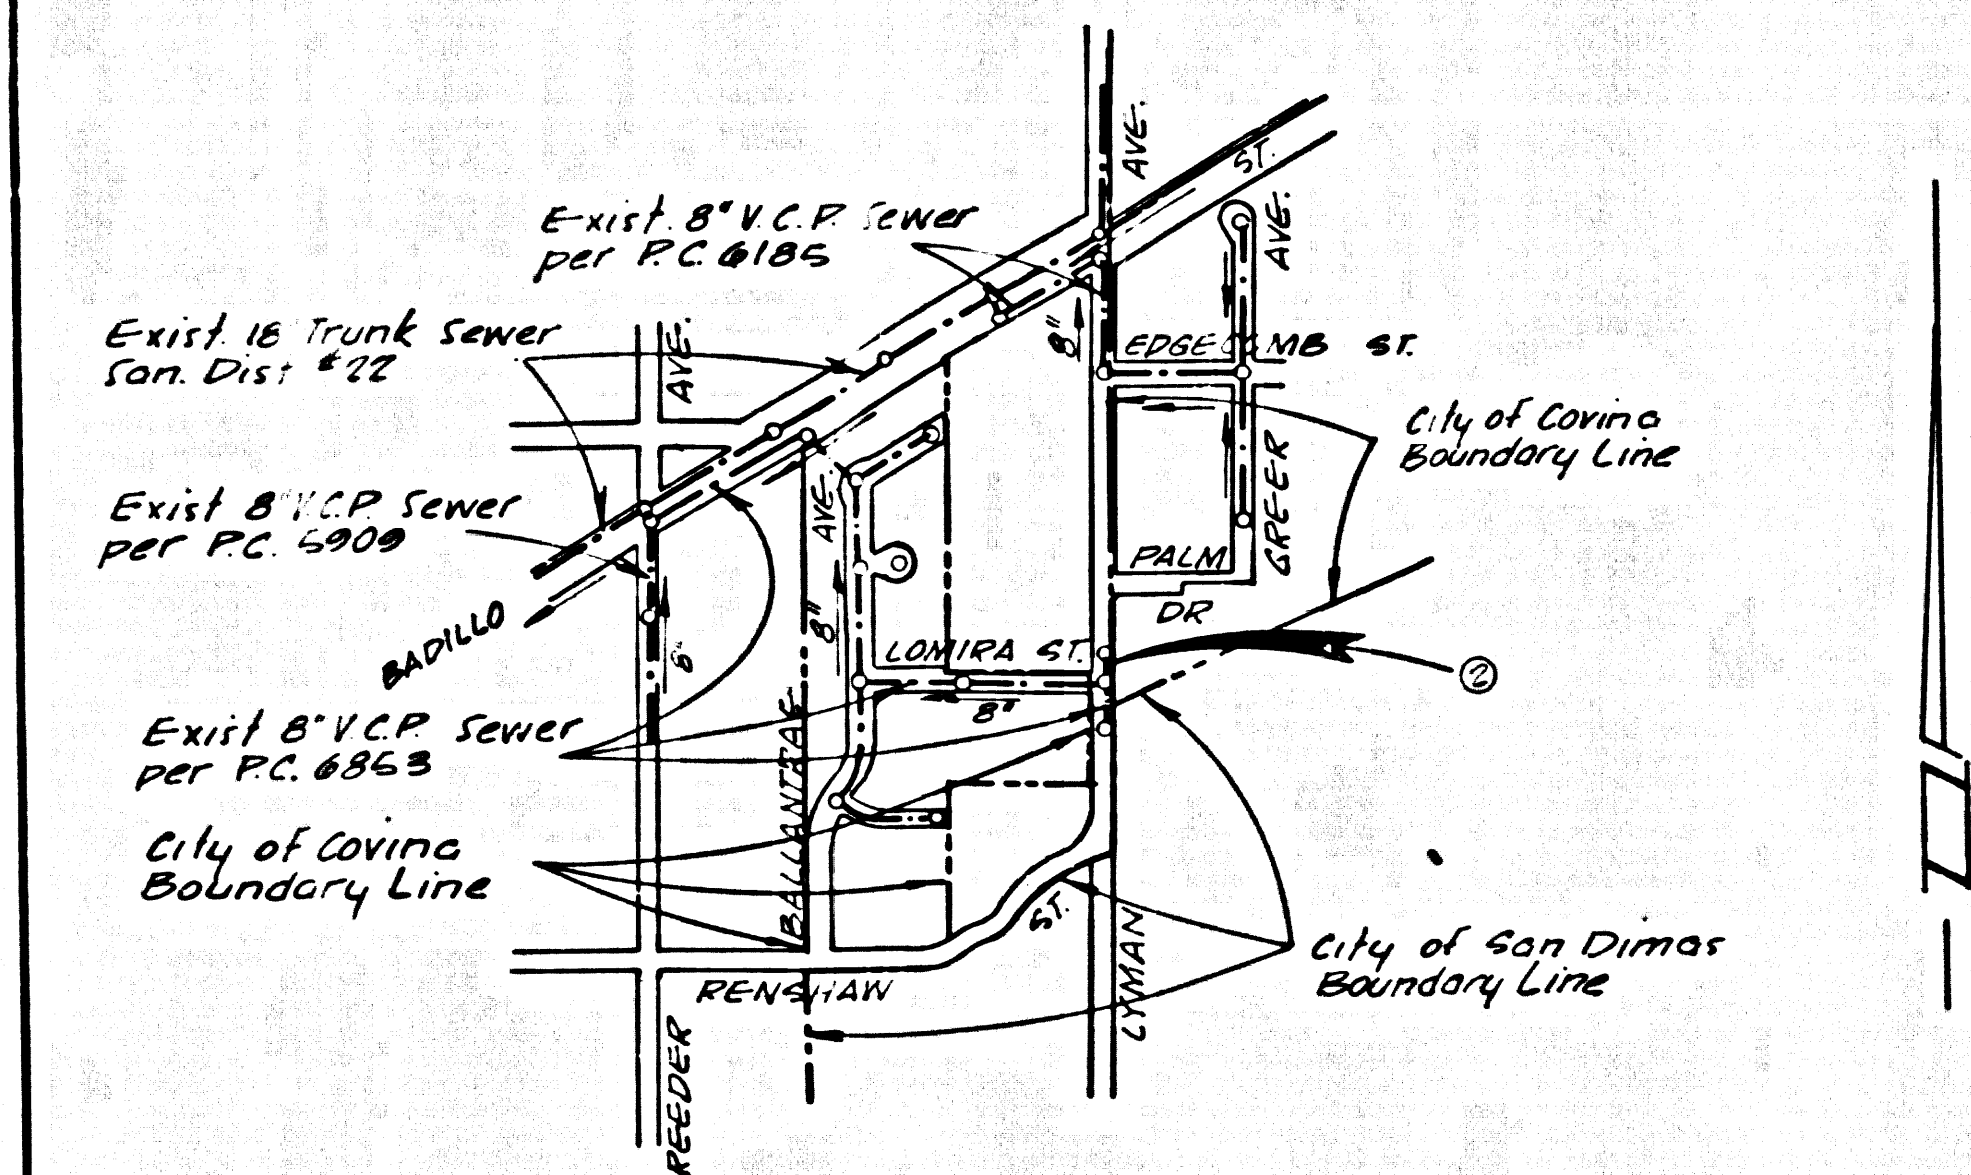 AVE.
ST.
Exist. 8" V.C.P. Sewer
per P.C. 6185
AVE.
Exist. 18 Trunk Sewer
San. Dist #22
AVE.
8"
EDGECOMB ST.
City of Covina
Boundary Line
Exist 8" V.C.P. Sewer
per P.C. 5909
AVE.
GREER
PALM
DR
BADILLO
8"
8"
LOMIRA ST.
2
8"
Exist 8" V.C.P. Sewer
per P.C. 6853
BALLANTRAE
City of Covina
Boundary Line
ST.
LYMAN
City of San Dimas
Boundary Line
RENSHAW
REEDER